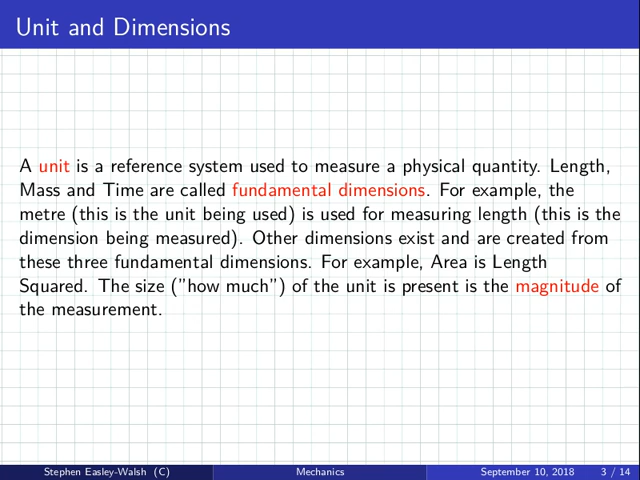 Unit and Dimensions
A unit is a reference system used to measure a physical quantity. Length,
Mass and Time are called fundamental dimensions. For example, the
metre (this is the unit being used) is used for measuring length (this is the
dimension being measured). Other dimensions exist and are created from
these three fundamental dimensions. For example, Area is Length
Squared. The size ("how much") of the unit is present is the magnitude of
the measurement.
Stephen Easley-Walsh (C) Mechanics September 10, 2018 3 / 14